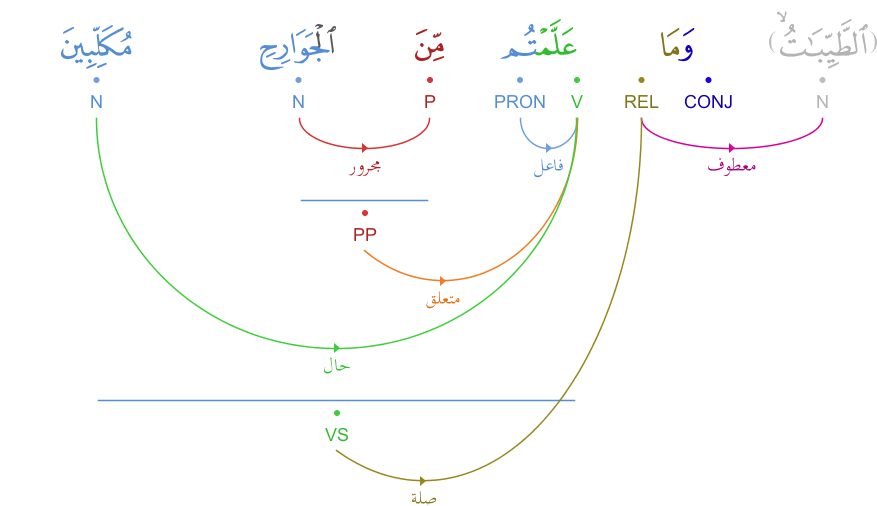 (ٱلطَّيِّبَـٰتُ ۙ) وَمَا عَلَّمْتُم مِّنَ ٱلْجَوَارِحِ مُكَلِّبِينَ
N CONJ REL V PRON P N N
معطوف فاعل مجرور
PP
متعلق
حال
VS
صلة